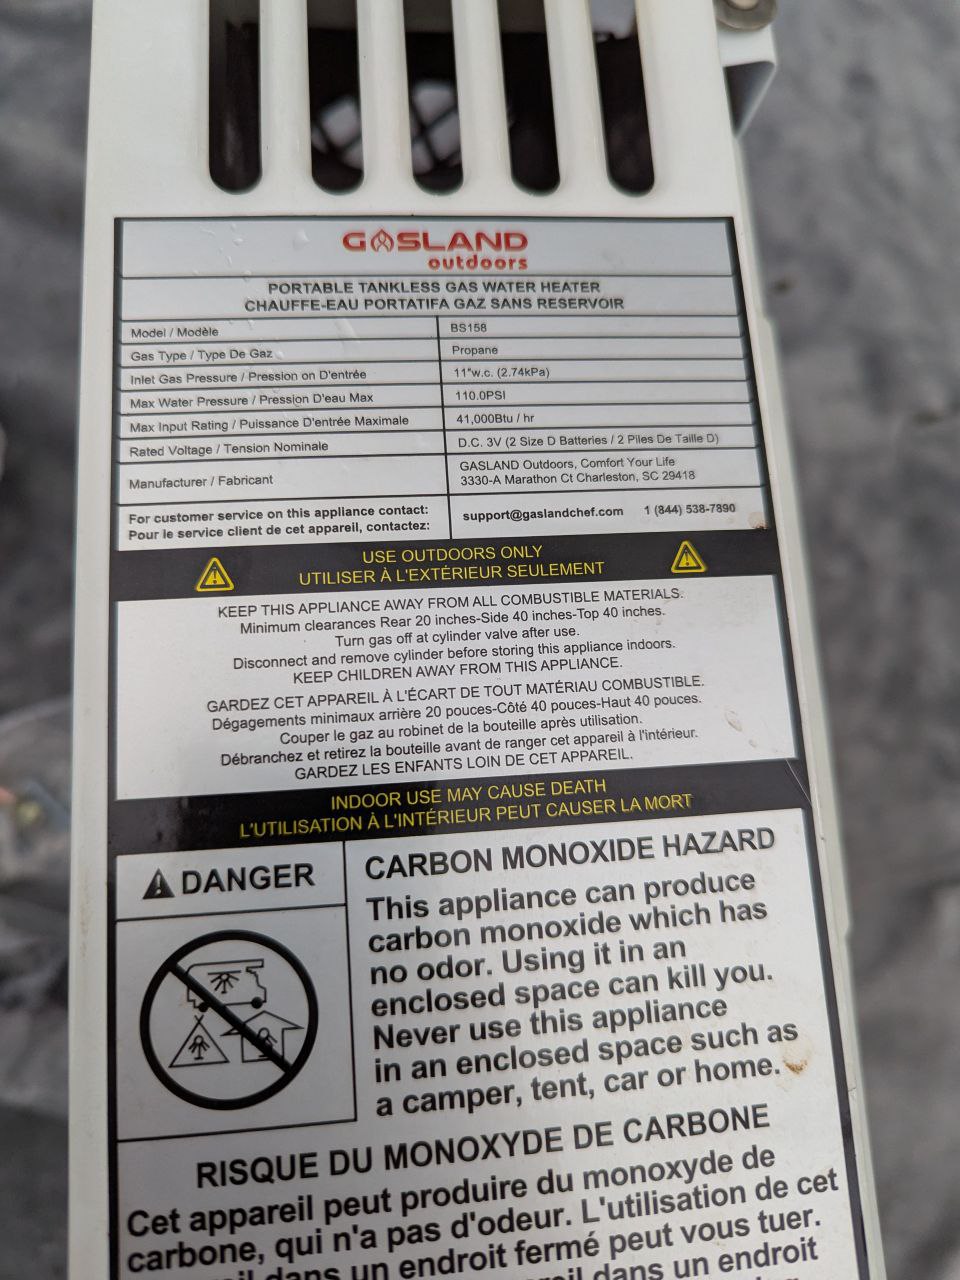 GASLAND
outdoors
PORTABLE TANKLESS GAS WATER HEATER
CHAUFFE-EAU PORTATIFA GAZ SANS RESERVOIR
Model / Modèle BS158
Gas Type / Type De Gaz Propane
Inlet Gas Pressure / Pression on D'entrée 11"w.c. (2.74kPa)
Max Water Pressure / Pression D'eau Max 110.0PSI
Max Input Rating / Puissance D'entrée Maximale 41,000Btu / hr
Rated Voltage / Tension Nominale D.C. 3V (2 Size D Batteries / 2 Piles De Taille D)
Manufacturer / Fabricant GASLAND Outdoors, Comfort Your Life
3330-A Marathon Ct Charleston, SC 29418
For customer service on this appliance contact:
Pour le service client de cet appareil, contactez:
support@gaslandchef.com 1 (844) 538-7890
USE OUTDOORS ONLY
UTILISER À L'EXTÉRIEUR SEULEMENT
KEEP THIS APPLIANCE AWAY FROM ALL COMBUSTIBLE MATERIALS.
Minimum clearances Rear 20 inches-Side 40 inches-Top 40 inches.
Turn gas off at cylinder valve after use.
Disconnect and remove cylinder before storing this appliance indoors.
KEEP CHILDREN AWAY FROM THIS APPLIANCE.
GARDEZ CET APPAREIL À L'ÉCART DE TOUT MATÉRIAU COMBUSTIBLE.
Dégagements minimaux arrière 20 pouces-Côté 40 pouces-Haut 40 pouces.
Couper le gaz au robinet de la bouteille après utilisation.
Débranchez et retirez la bouteille avant de ranger cet appareil à l'intérieur.
GARDEZ LES ENFANTS LOIN DE CET APPAREIL.
INDOOR USE MAY CAUSE DEATH
L'UTILISATION À L'INTÉRIEUR PEUT CAUSER LA MORT
DANGER
CARBON MONOXIDE HAZARD
This appliance can produce
carbon monoxide which has
no odor. Using it in an
enclosed space can kill you.
Never use this appliance
in an enclosed space such as
a camper, tent, car or home.
RISQUE DU MONOXYDE DE CARBONE
Cet appareil peut produire du monoxyde de
carbone, qui n'a pas d'odeur. L'utilisation de cet
dans un endroit fermé peut vous tuer.
dans un endroit